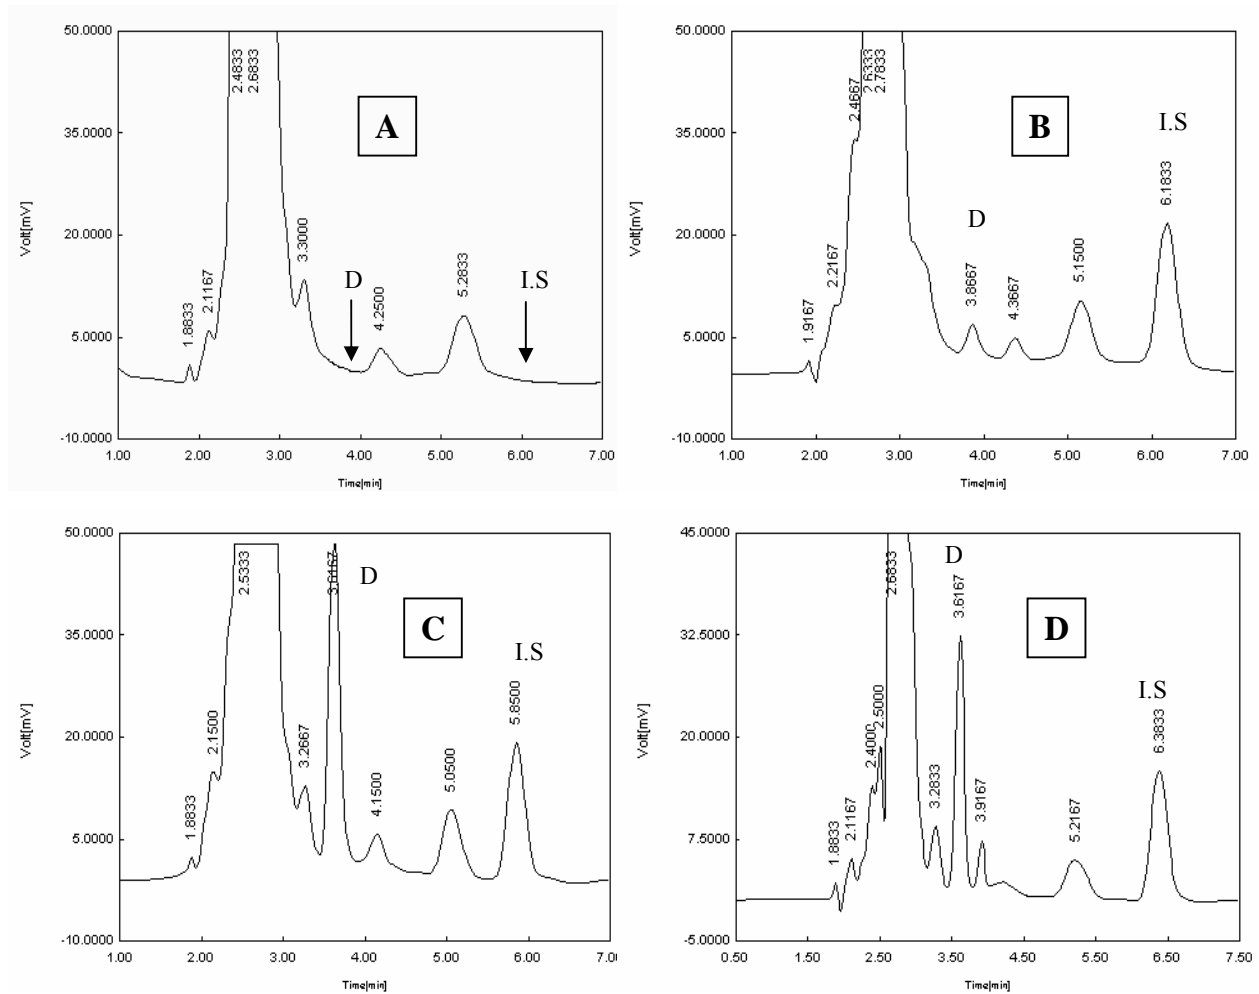 50.0000
35.0000
20.0000
5.0000
-10.0000
Volt[mV]
1.00 2.00 3.00 4.00 5.00 6.00 7.00
Time[min]
1.8833
2.1167
2.4833
2.6833
3.3000
D
4.2500
5.2833
I.S
A
50.0000
35.0000
20.0000
5.0000
-10.0000
Volt[mV]
1.00 2.00 3.00 4.00 5.00 6.00 7.00
Time[min]
1.9167
2.2167
2.4667
2.6333
2.7833
D
3.8667
4.3667
5.1500
I.S
6.1833
B
50.0000
35.0000
20.0000
5.0000
-10.0000
Volt[mV]
1.00 2.00 3.00 4.00 5.00 6.00 7.0
Time[min]
1.8833
2.1500
2.5333
3.2667
3.6167
D
4.1500
5.0500
I.S
5.8500
C
45.0000
32.5000
20.0000
7.5000
-5.0000
Volt[mV]
0.50 1.50 2.50 3.50 4.50 5.50 6.50 7.50
Time[min]
1.8833
2.1167
2.4000
2.5000
2.6833
3.2833
D
3.6167
3.9167
5.2167
I.S
6.3833
D